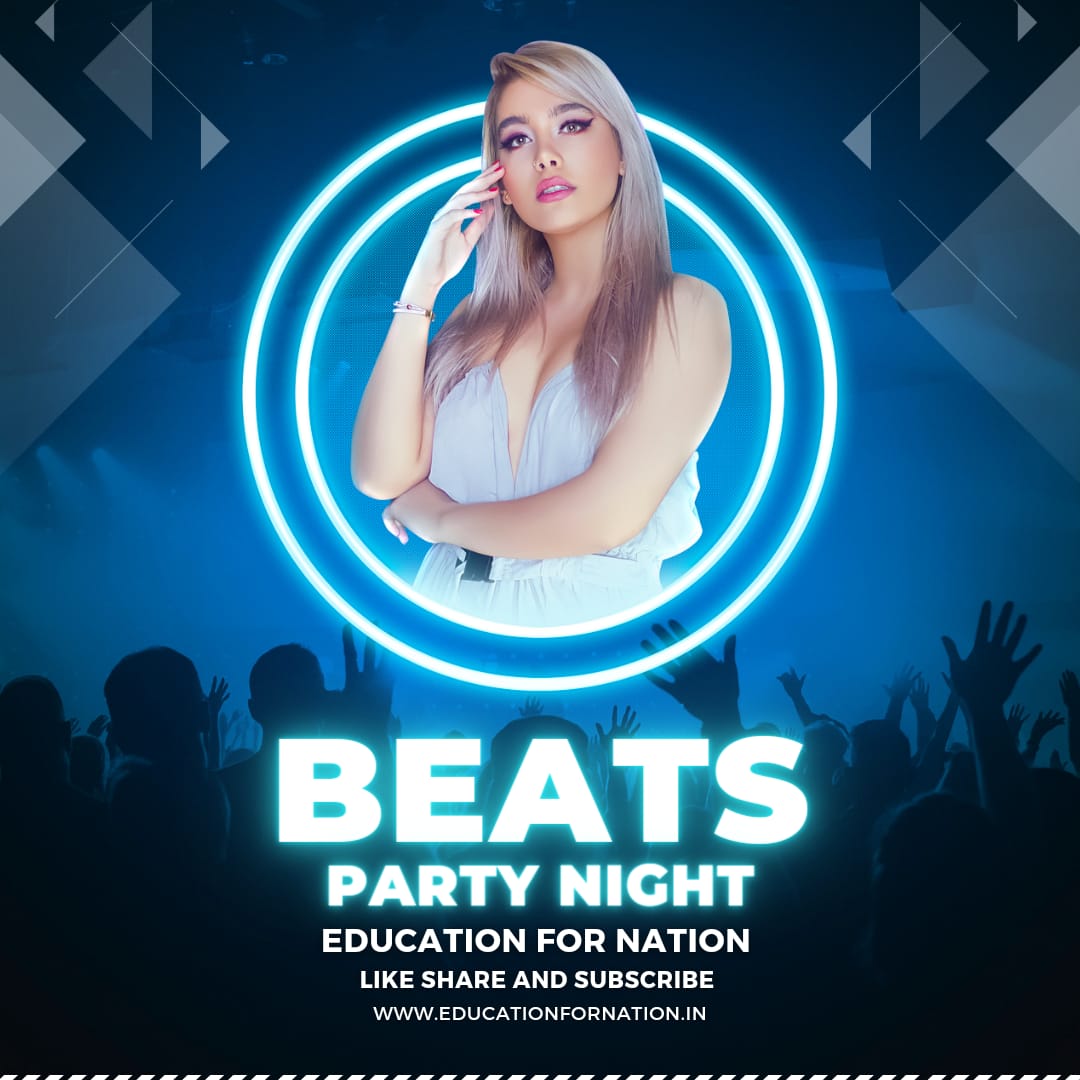 BEATS
PARTY NIGHT
EDUCATION FOR NATION
LIKE SHARE AND SUBSCRIBE
WWW.EDUCATIONFORNATION.IN